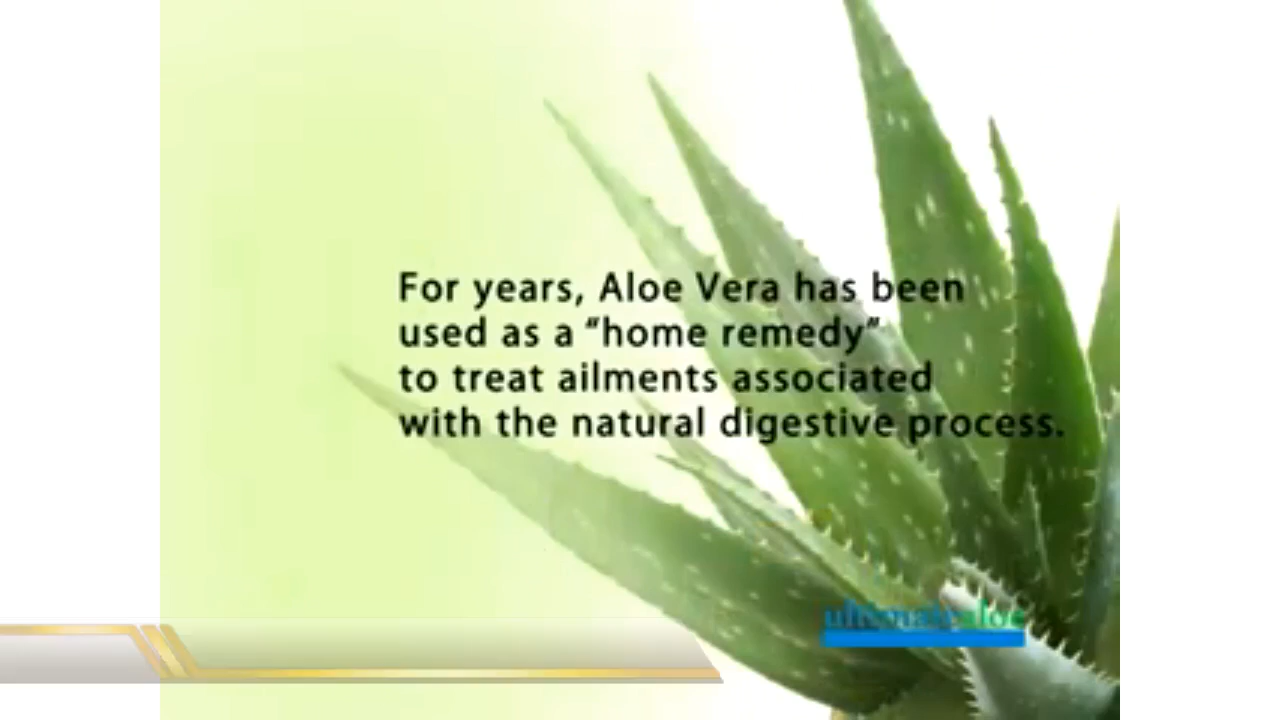 For years, Aloe Vera has been
used as a “home remedy”
to treat ailments associated
with the natural digestive process.
ultimatealoe